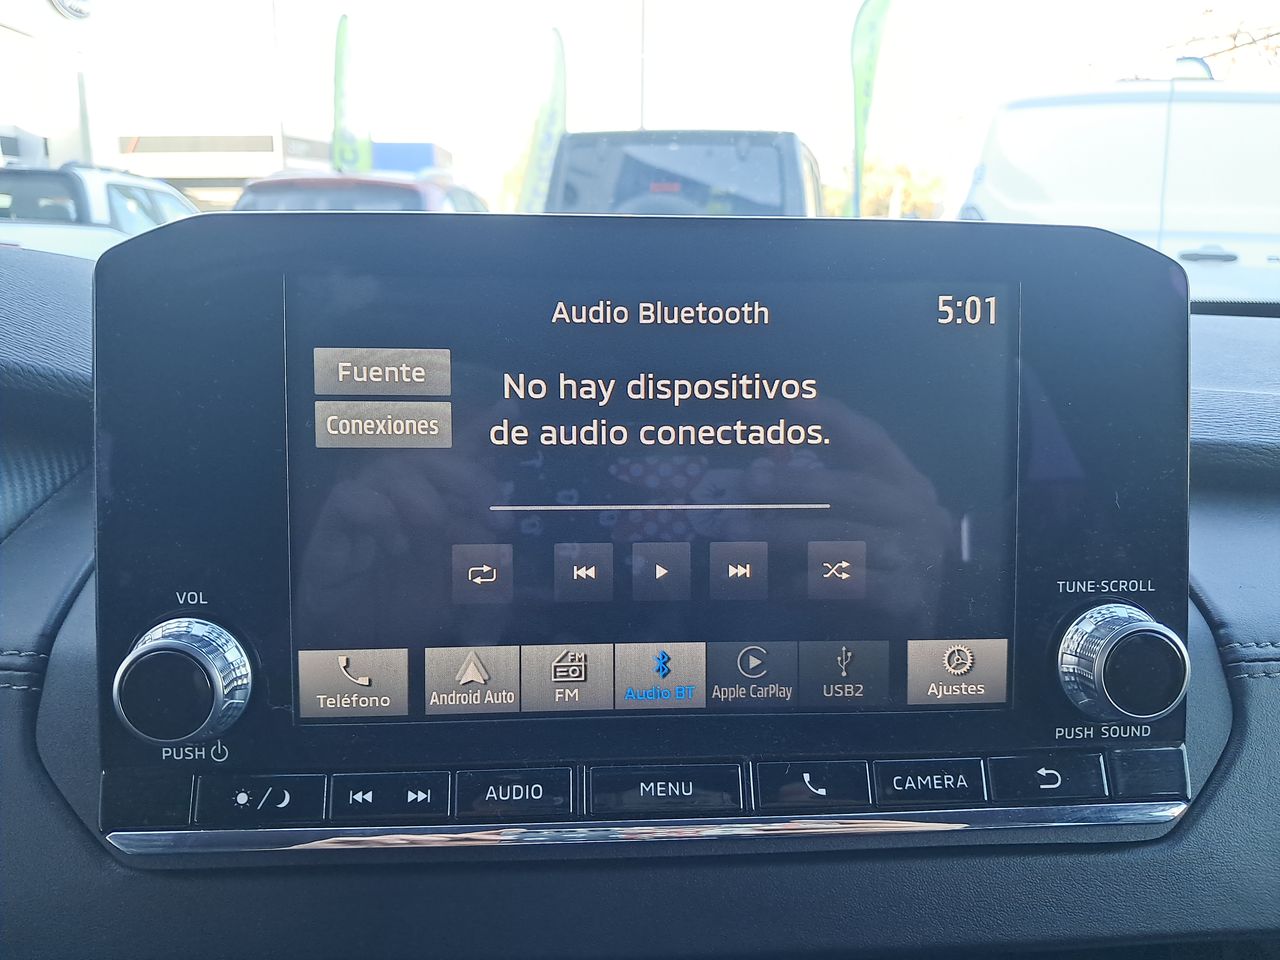 Audio Bluetooth
5:01
Fuente
Conexiones
No hay dispositivos
de audio conectados.
VOL
TUNE·SCROLL
Teléfono
Android Auto
FM
FM
Audio BT
Apple CarPlay
USB2
Ajustes
PUSH
PUSH SOUND
AUDIO
MENU
CAMERA